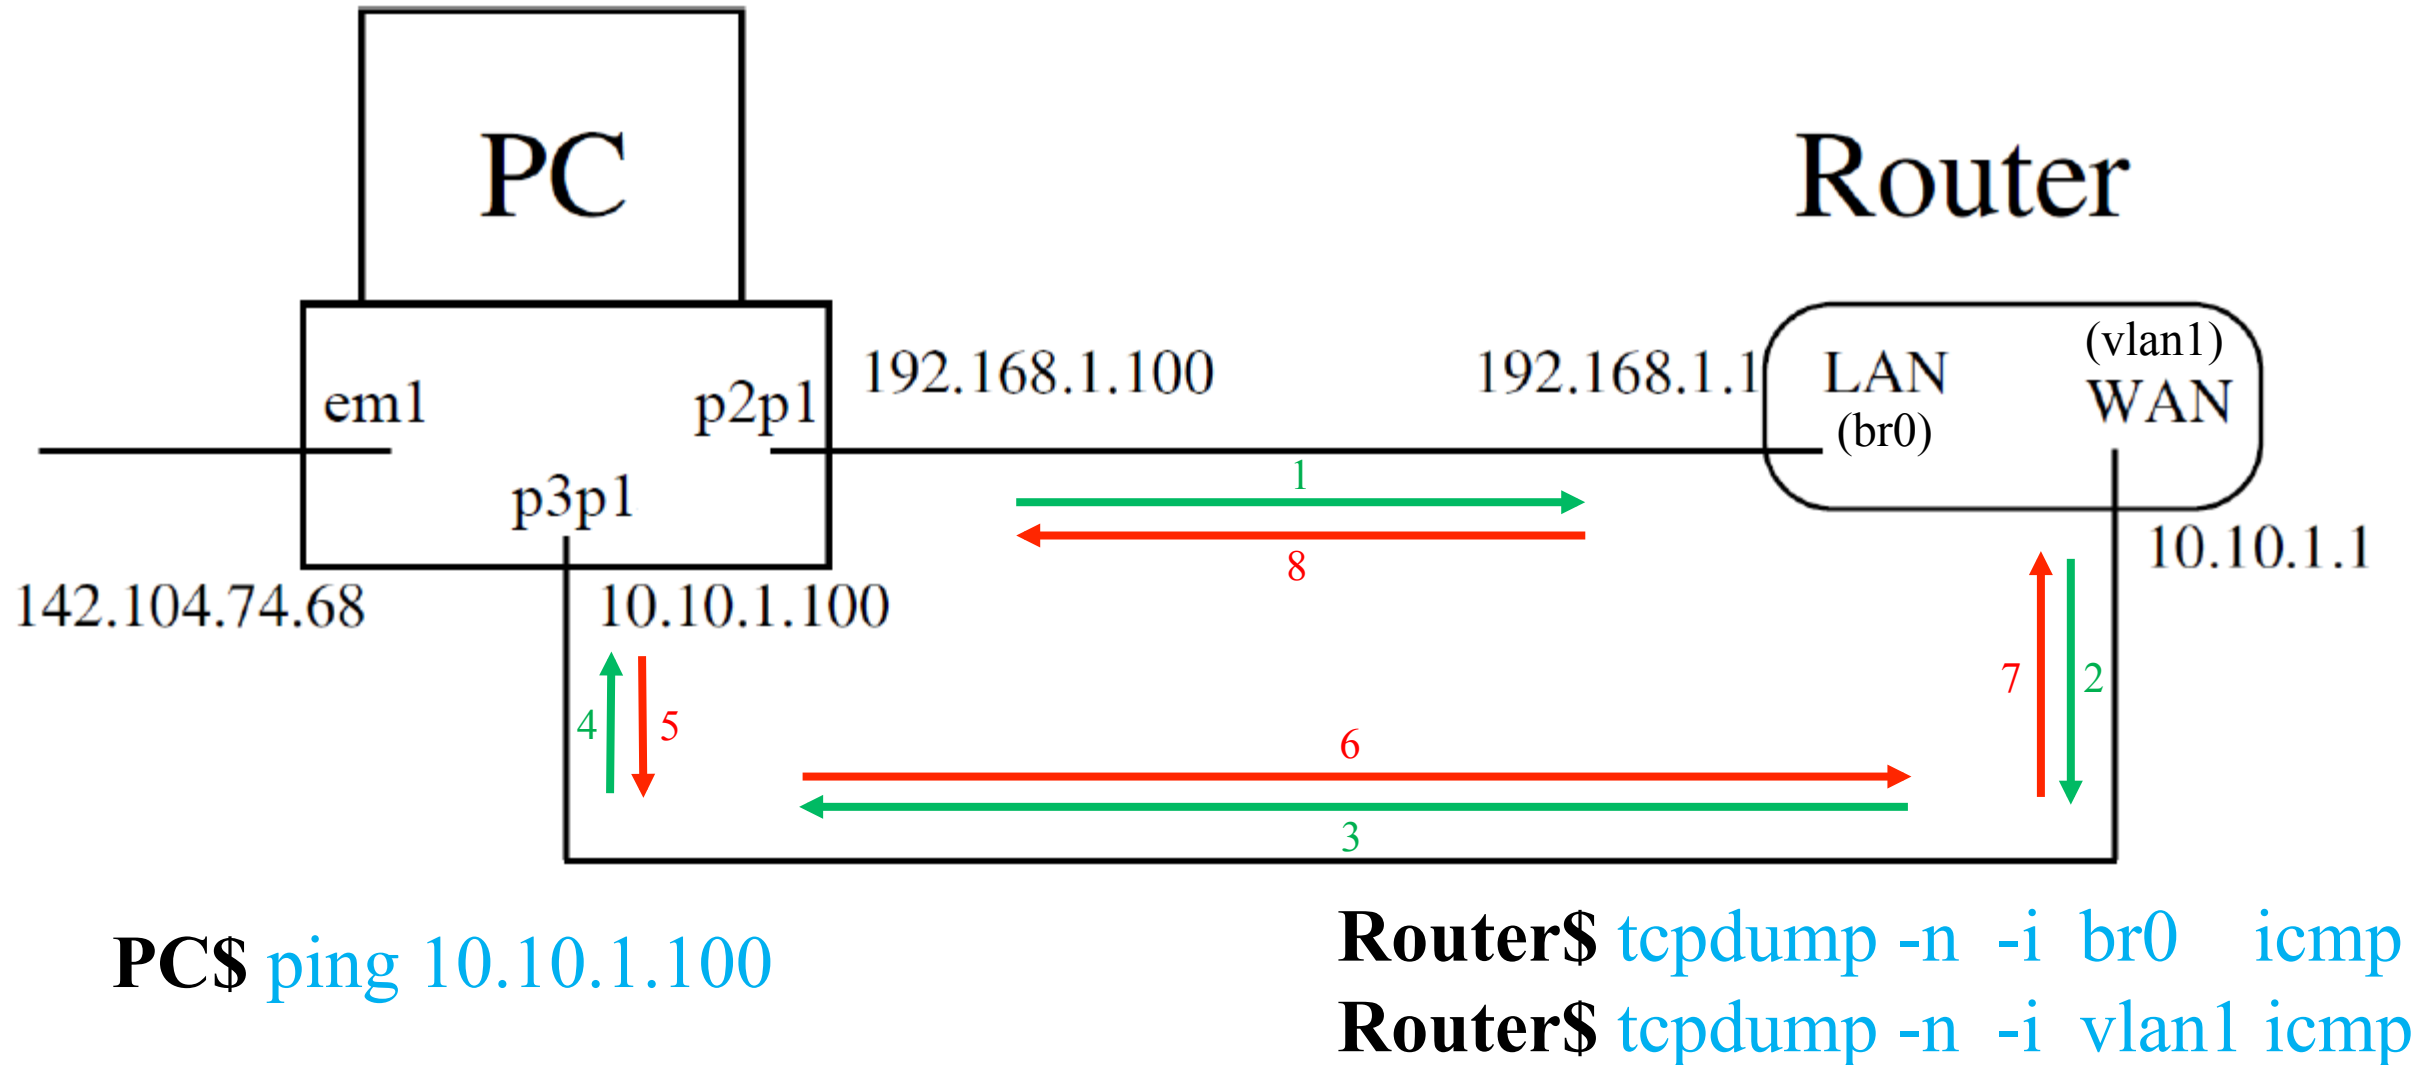 PC
Router
(vlan1)
192.168.1.100
192.168.1.1
LAN
WAN
em1
p2p1
(br0)
1
p3p1
8
10.10.1.1
142.104.74.68
10.10.1.100
7
2
4
5
6
3
PC$ ping 10.10.1.100
Router$ tcpdump -n -i br0 icmp
Router$ tcpdump -n -i vlan1 icmp